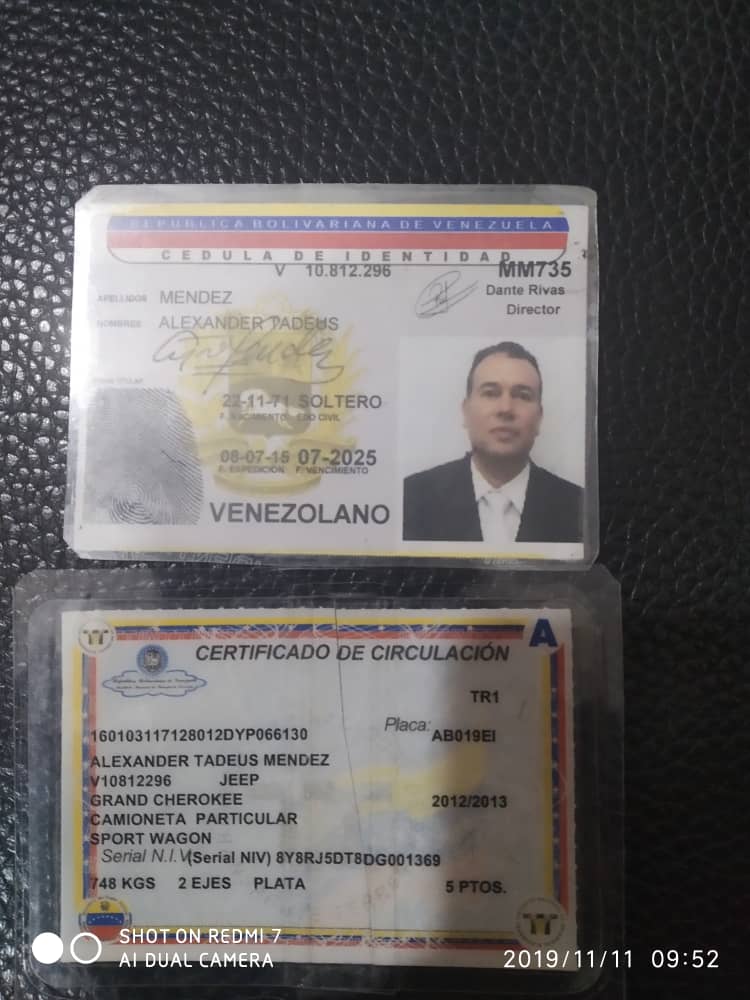 REPUBLICA BOLIVARIANA DE VENEZUELA
CEDULA DE IDENTIDAD
V 10.812.296
MM735
Dante Rivas
Director
APELLIDOS MENDEZ
NOMBRES ALEXANDER TADEUS
22-11-71 SOLTERO
F. NACIMIENTO EDO CIVIL
08-07-15 07-2025
F. EXPEDICION F. VENCIMIENTO
VENEZOLANO
A
CERTIFICADO DE CIRCULACIÓN
TR1
160103117128012DYP066130
Placa: AB019EI
ALEXANDER TADEUS MENDEZ
V10812296 JEEP
GRAND CHEROKEE 2012/2013
CAMIONETA PARTICULAR
SPORT WAGON
Serial N.I.V. (Serial NIV) 8Y8RJ5DT8DG001369
748 KGS 2 EJES PLATA 5 PTOS.
SHOT ON REDMI 7
AI DUAL CAMERA
2019/11/11 09:52